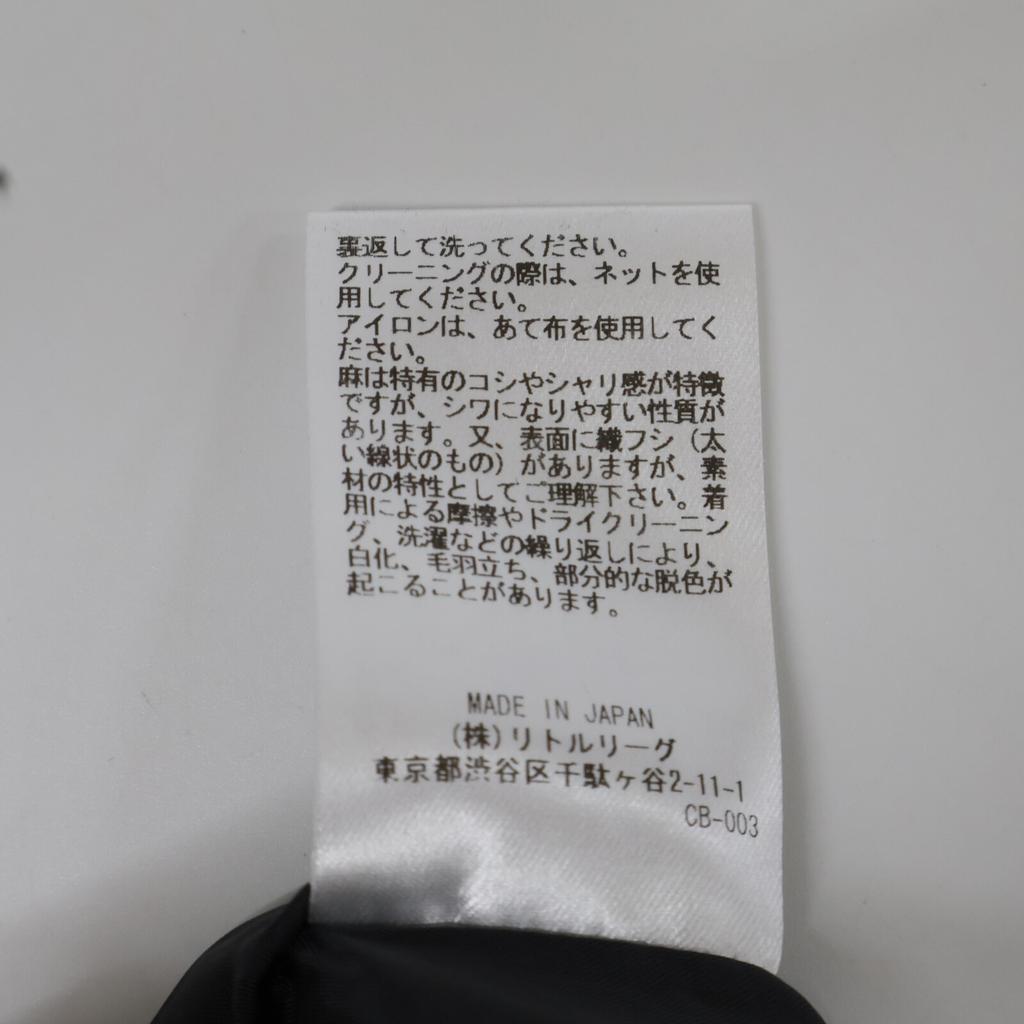 裏返して洗ってください。
クリーニングの際は、ネットを使
用してください。
アイロンは、あて布を使用してく
ださい。
麻は特有のコシやシャリ感が特徴
ですが、シワになりやすい性質が
あります。又、表面に織フシ（太
い線状のもの）がありますが、素
材の特性としてご理解下さい。着
用による摩擦やドライクリーニン
グ、洗濯などの繰り返しにより、
白化、毛羽立ち、部分的な脱色が
起こることがあります。
MADE IN JAPAN
(株)リトルリーグ
東京都渋谷区千駄ヶ谷2-11-1
CB-003